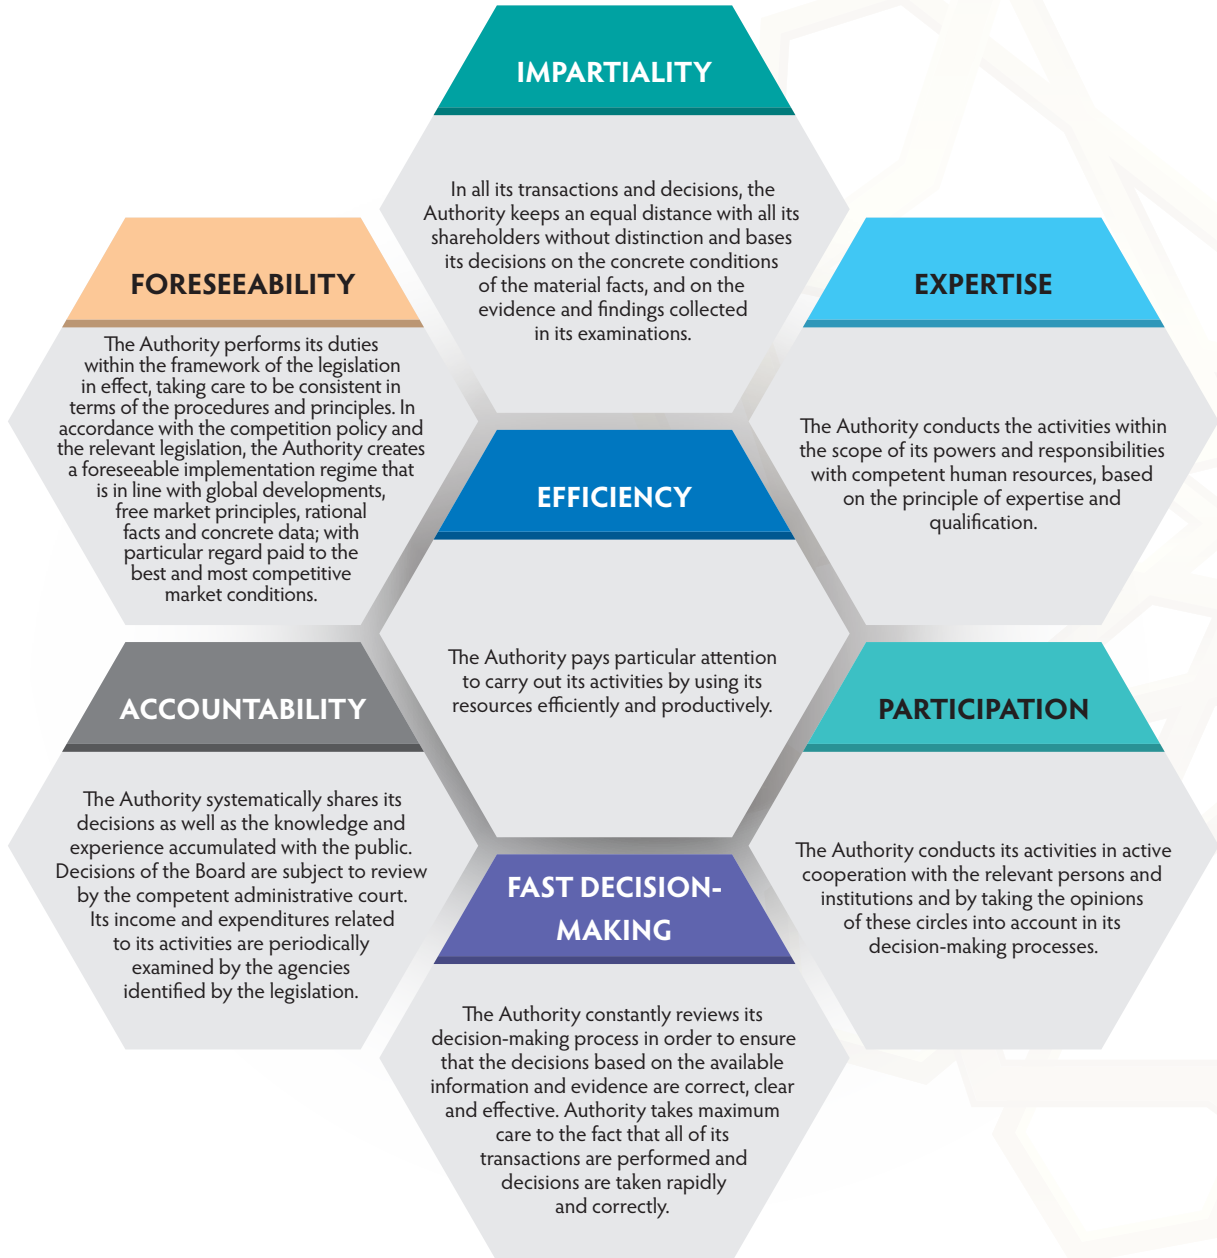 IMPARTIALITY
In all its transactions and decisions, the
Authority keeps an equal distance with all its
shareholders without distinction and bases
its decisions on the concrete conditions
of the material facts, and on the
evidence and findings collected
in its examinations.
FORESEEABILITY
The Authority performs its duties
within the framework of the legislation
in effect, taking care to be consistent in
terms of the procedures and principles. In
accordance with the competition policy and
the relevant legislation, the Authority creates
a foreseeable implementation regime that
is in line with global developments,
free market principles, rational
facts and concrete data; with
particular regard paid to the
best and most competitive
market conditions.
EXPERTISE
The Authority conducts the activities within
the scope of its powers and responsibilities
with competent human resources, based
on the principle of expertise and
qualification.
EFFICIENCY
The Authority pays particular attention
to carry out its activities by using its
resources efficiently and productively.
ACCOUNTABILITY
The Authority systematically shares its
decisions as well as the knowledge and
experience accumulated with the public.
Decisions of the Board are subject to review
by the competent administrative court.
Its income and expenditures related
to its activities are periodically
examined by the agencies
identified by the legislation.
PARTICIPATION
The Authority conducts its activities in active
cooperation with the relevant persons and
institutions and by taking the opinions
of these circles into account in its
decision-making processes.
FAST DECISION-
MAKING
The Authority constantly reviews its
decision-making process in order to ensure
that the decisions based on the available
information and evidence are correct, clear
and effective. Authority takes maximum
care to the fact that all of its
transactions are performed and
decisions are taken rapidly
and correctly.